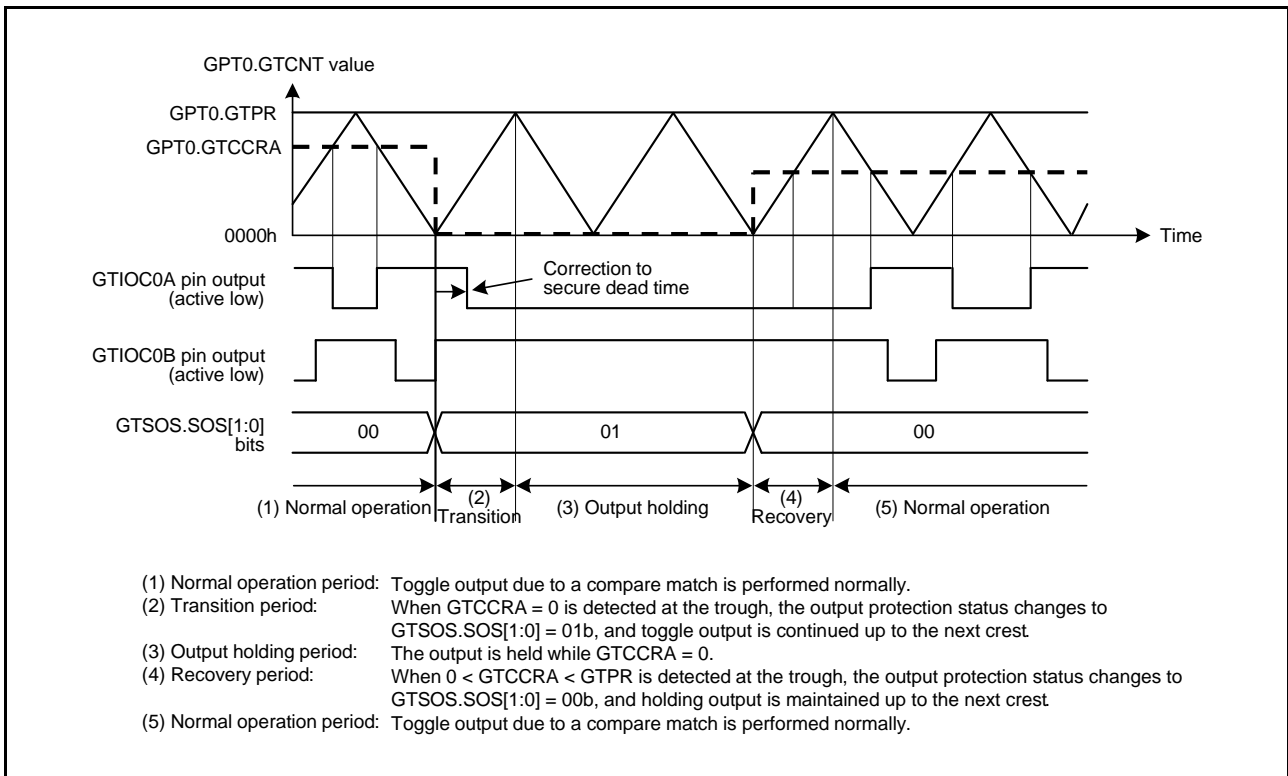 GPT0.GTCNT value
GPT0.GTPR
GPT0.GTCCRA
0000h
Time
GTIOC0A pin output
(active low)
Correction to
secure dead time
GTIOC0B pin output
(active low)
GTSOS.SOS[1:0]
bits
00
01
00
(1) Normal operation
(2)
Transition
(3) Output holding
(4)
Recovery
(5) Normal operation
(1) Normal operation period: Toggle output due to a compare match is performed normally.
(2) Transition period: When GTCCRA = 0 is detected at the trough, the output protection status changes to
GTSOS.SOS[1:0] = 01b, and toggle output is continued up to the next crest.
(3) Output holding period: The output is held while GTCCRA = 0.
(4) Recovery period: When 0 < GTCCRA < GTPR is detected at the trough, the output protection status changes to
GTSOS.SOS[1:0] = 00b, and holding output is maintained up to the next crest.
(5) Normal operation period: Toggle output due to a compare match is performed normally.